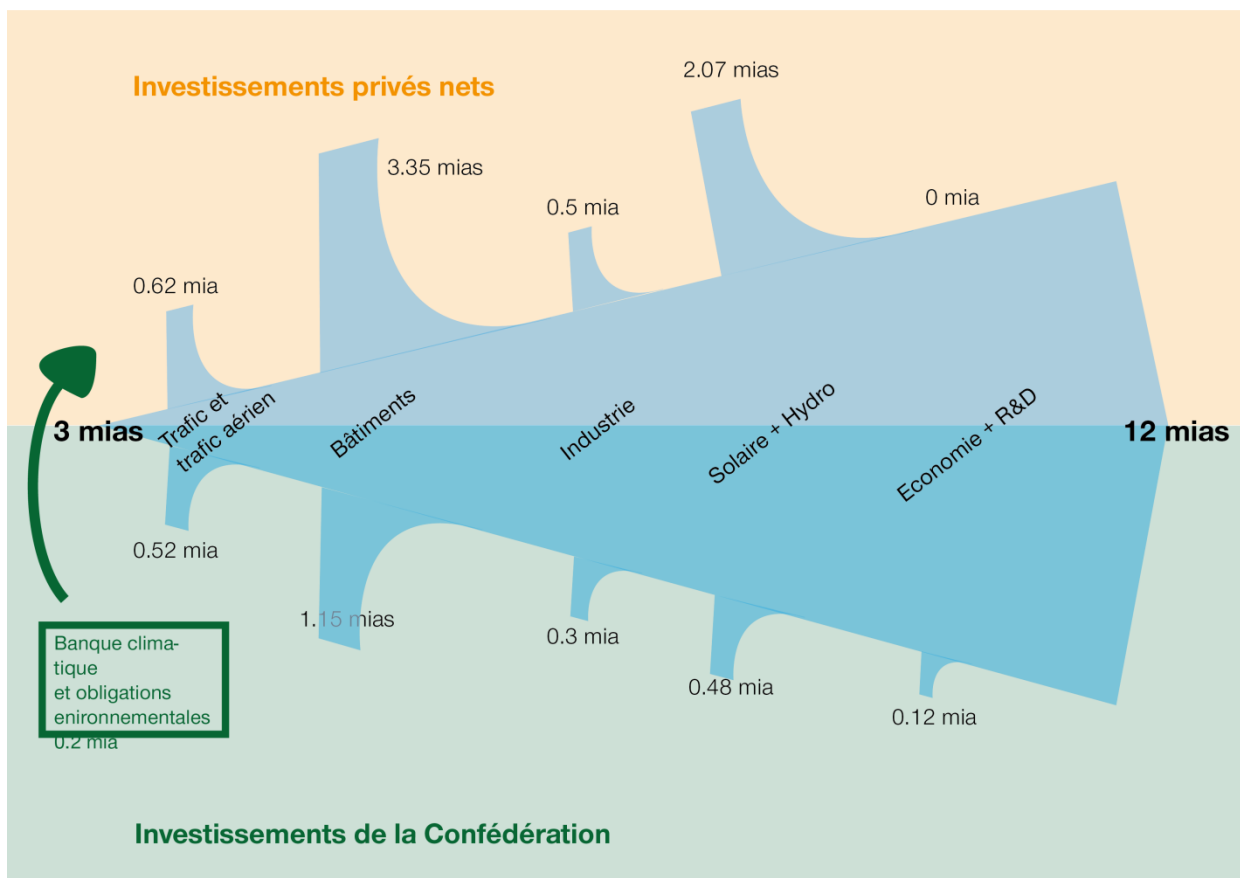 Investissements privés nets
2.07 mias
3.35 mias
0.5 mia
0 mia
0.62 mia
3 mias
Trafic et
trafic aérien
Bâtiments
Industrie
Solaire + Hydro
Economie + R&D
12 mias
0.52 mia
1.15 mias
0.3 mia
0.48 mia
0.12 mia
Banque clima-
tique
et obligations
enironnementales
0.2 mia
Investissements de la Confédération